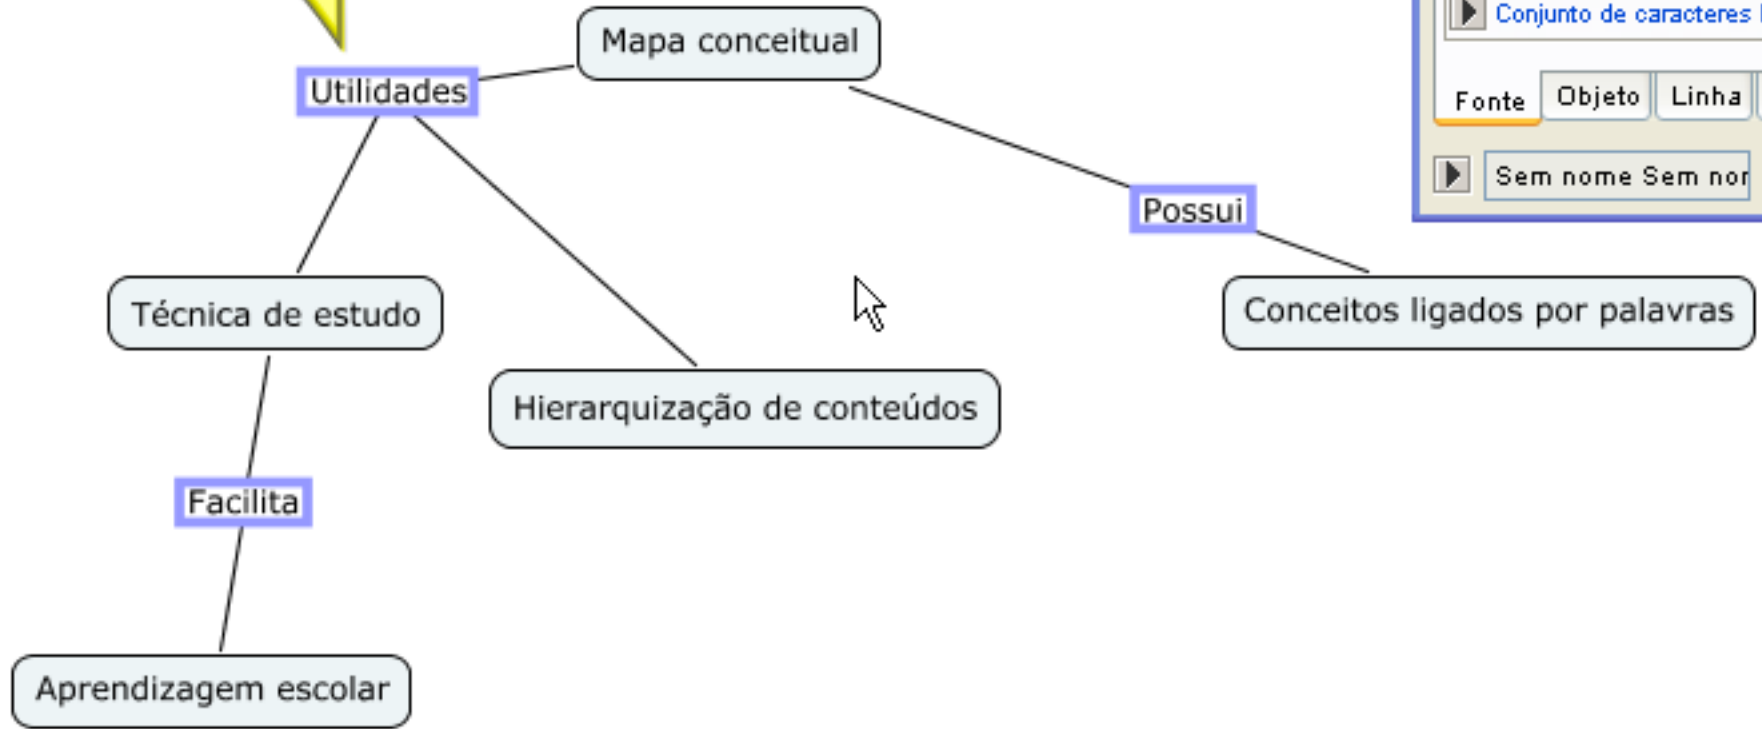 Mapa conceitual
Conjunto de caracteres
Utilidades
Fonte
Objeto
Linha
Sem nome Sem nor
Possui
Técnica de estudo
Conceitos ligados por palavras
Hierarquização de conteúdos
Facilita
Aprendizagem escolar